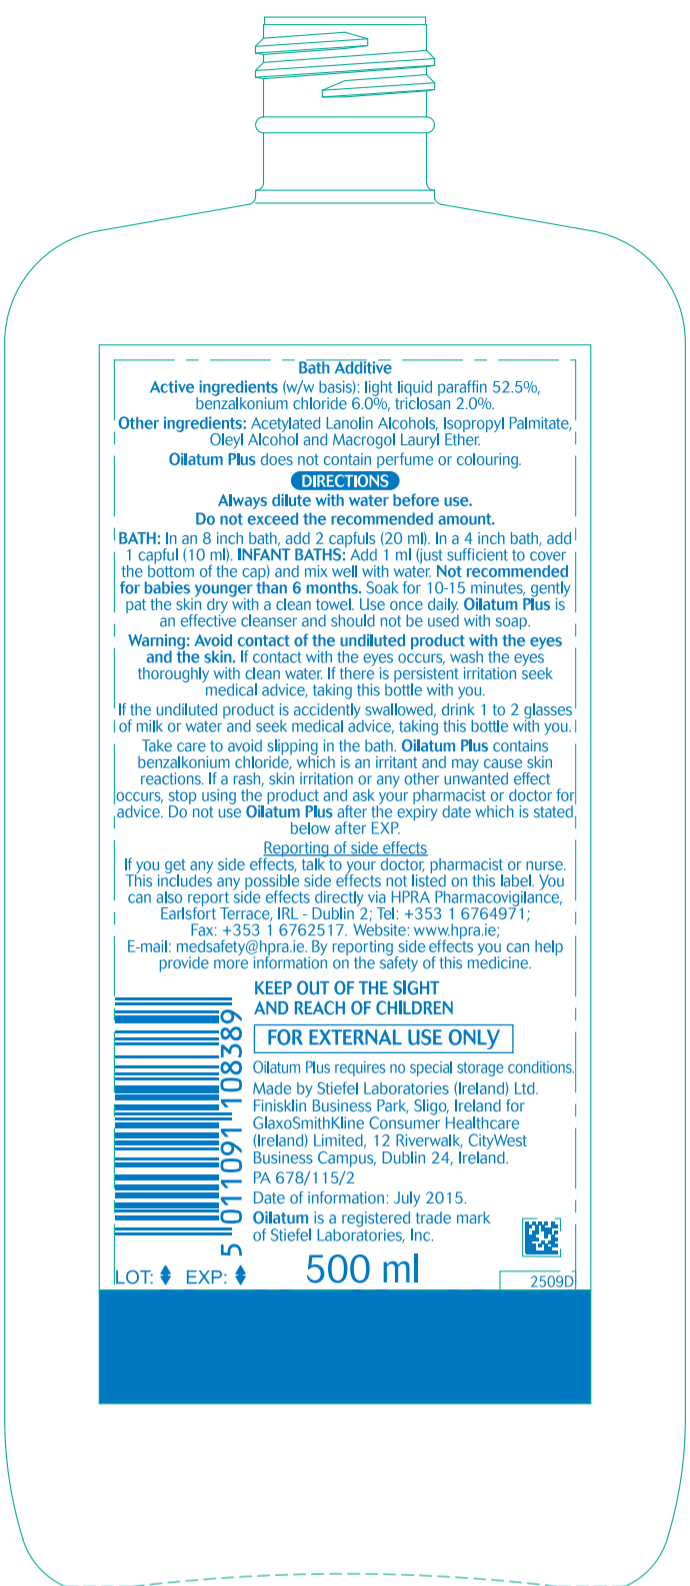 Bath Additive
Active ingredients (w/w basis): light liquid paraffin 52.5%,
benzalkonium chloride 6.0%, triclosan 2.0%.
Other ingredients: Acetylated Lanolin Alcohols, Isopropyl Palmitate,
Oleyl Alcohol and Macrogol Lauryl Ether.
Oilatum Plus does not contain perfume or colouring.
DIRECTIONS
Always dilute with water before use.
Do not exceed the recommended amount.
BATH: In an 8 inch bath, add 2 capfuls (20 ml). In a 4 inch bath, add
1 capful (10 ml). INFANT BATHS: Add 1 ml (just sufficient to cover
the bottom of the cap) and mix well with water. Not recommended
for babies younger than 6 months. Soak for 10-15 minutes, gently
pat the skin dry with a clean towel. Use once daily. Oilatum Plus is
an effective cleanser and should not be used with soap.
Warning: Avoid contact of the undiluted product with the eyes
and the skin. If contact with the eyes occurs, wash the eyes
thoroughly with clean water. If there is persistent irritation seek
medical advice, taking this bottle with you.
If the undiluted product is accidently swallowed, drink 1 to 2 glasses
of milk or water and seek medical advice, taking this bottle with you.
Take care to avoid slipping in the bath. Oilatum Plus contains
benzalkonium chloride, which is an irritant and may cause skin
reactions. If a rash, skin irritation or any other unwanted effect
occurs, stop using the product and ask your pharmacist or doctor for
advice. Do not use Oilatum Plus after the expiry date which is stated
below after EXP.
Reporting of side effects
If you get any side effects, talk to your doctor, pharmacist or nurse.
This includes any possible side effects not listed on this label. You
can also report side effects directly via HPRA Pharmacovigilance,
Earlsfort Terrace, IRL - Dublin 2; Tel: +353 1 6764971;
Fax: +353 1 6762517. Website: www.hpra.ie;
E-mail: medsafety@hpra.ie. By reporting side effects you can help
provide more information on the safety of this medicine.
KEEP OUT OF THE SIGHT
AND REACH OF CHILDREN
FOR EXTERNAL USE ONLY
Oilatum Plus requires no special storage conditions.
Made by Stiefel Laboratories (Ireland) Ltd.
Finisklin Business Park, Sligo, Ireland for
GlaxoSmithKline Consumer Healthcare
(Ireland) Limited, 12 Riverwalk, CityWest
Business Campus, Dublin 24, Ireland.
PA 678/115/2
Date of information: July 2015.
Oilatum is a registered trade mark
of Stiefel Laboratories, Inc.
5 011091 108389
LOT: EXP: 500 ml
2509D